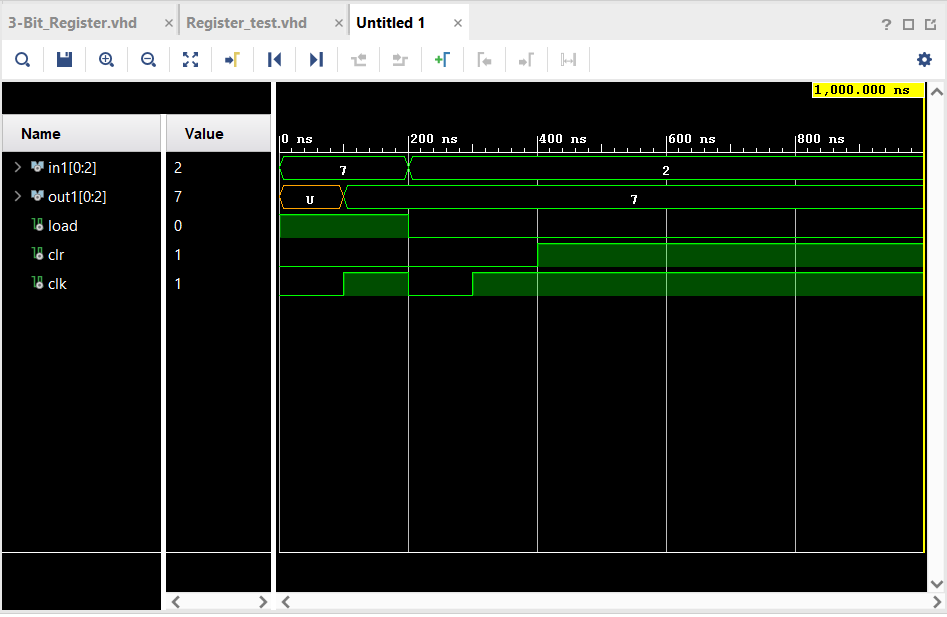 3-Bit_Register.vhd × Register_test.vhd × Untitled 1 × ?
1,000.000 ns
Name Value
0 ns 200 ns 400 ns 600 ns 800 ns
in1[0:2] 2 7 2
out1[0:2] 7 U 7
load 0
clr 1
clk 1